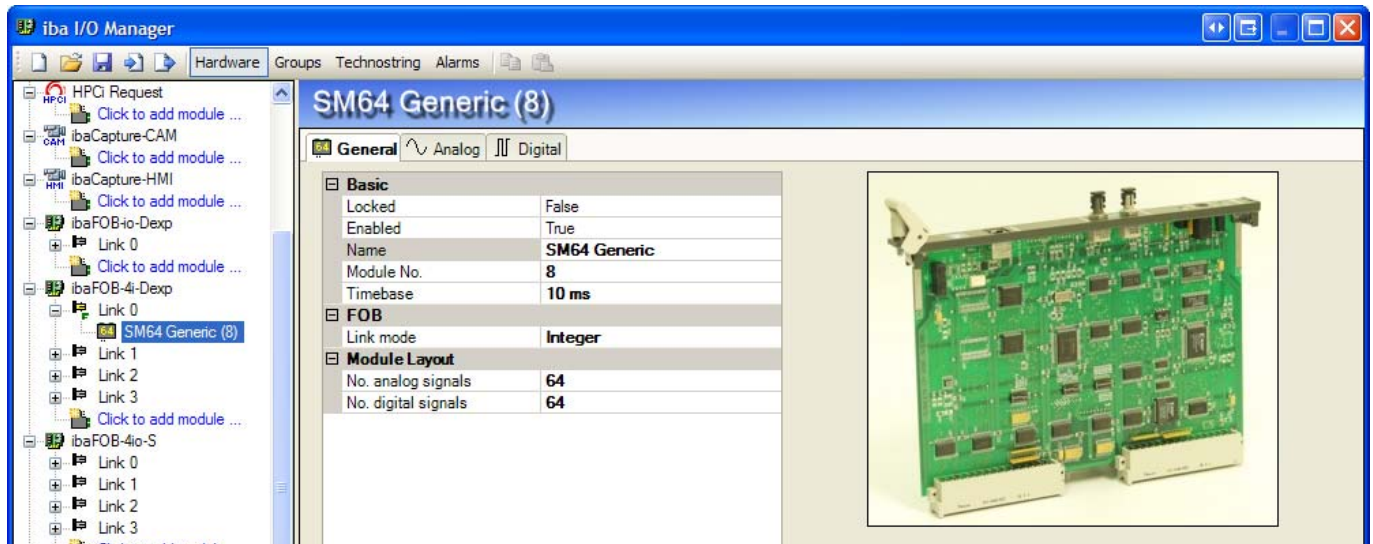 iba I/O Manager
Hardware Groups Technostring Alarms
HPCi Request
Click to add module ...
ibaCapture-CAM
Click to add module ...
ibaCapture-HMI
Click to add module ...
ibaFOB-io-Dexp
Link 0
Click to add module ...
ibaFOB-4i-Dexp
Link 0
SM64 Generic (8)
Link 1
Link 2
Link 3
Click to add module ...
ibaFOB-4io-S
Link 0
Link 1
Link 2
Link 3
SM64 Generic (8)
General Analog Digital
Basic
Locked False
Enabled True
Name SM64 Generic
Module No. 8
Timebase 10 ms
FOB
Link mode Integer
Module Layout
No. analog signals 64
No. digital signals 64